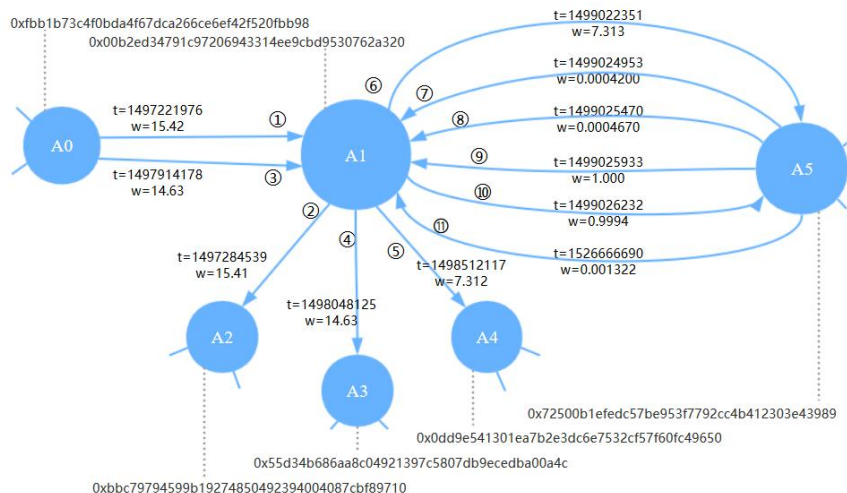 0xfbb1b73c4f0bda4f67dca266ce6ef42f520fbb98
0x00b2ed34791c97206943314ee9cbd9530762a320
t=1499022351
w=7.313
⑥
⑦
t=1499024953
w=0.0004200
t=1497221976
w=15.42
①
⑧
t=1499025470
w=0.0004670
A0
A1
A5
t=1497914178
w=14.63
③
⑨
t=1499025933
w=1.000
⑩
t=1499026232
w=0.9994
②
④
⑤
⑪
t=1497284539
w=15.41
t=1498512117
w=7.312
t=1526666690
w=0.001322
t=1498048125
w=14.63
A2
A3
A4
0x72500b1efedc57be953f7792cc4b412303e43989
0x0dd9e541301ea7b2e3dc6e7532cf57f60fc49650
0x55d34b686aa8c04921397c5807db9ecedba00a4c
0xbbc79794599b19274850492394004087cbf89710